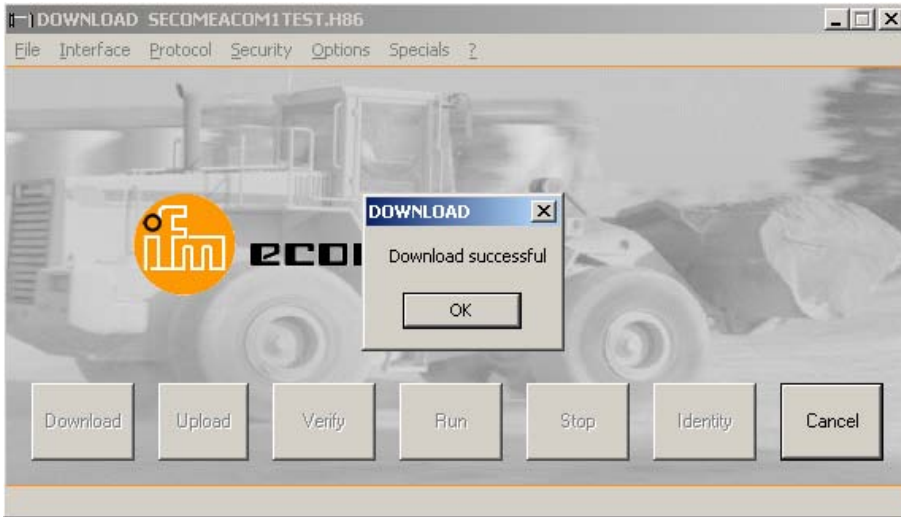 DOWNLOAD SECOMEACOM1TEST.H86
File Interface Protocol Security Options Specials ?
DOWNLOAD
ifm
Download successful
OK
Download Upload Verify Run Stop Identity Cancel